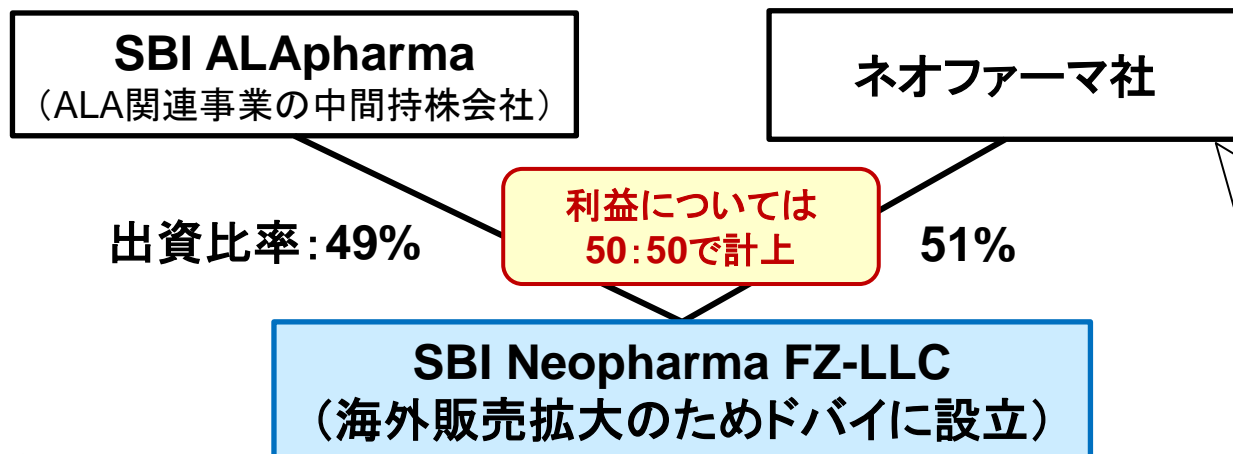 SBI ALApharma
（ALA関連事業の中間持株会社）
ネオファーマ社
利益については
50：50で計上
出資比率：49%
51%
SBI Neopharma FZ-LLC
（海外販売拡大のためドバイに設立）